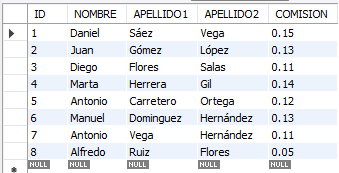 ID NOMBRE APELLIDO1 APELLIDO2 COMISION
1 Daniel Sáez Vega 0.15
2 Juan Gómez López 0.13
3 Diego Flores Salas 0.11
4 Marta Herrera Gil 0.14
5 Antonio Carretero Ortega 0.12
6 Manuel Dominguez Hernández 0.13
7 Antonio Vega Hernández 0.11
8 Alfredo Ruiz Flores 0.05
NULL NULL NULL NULL NULL